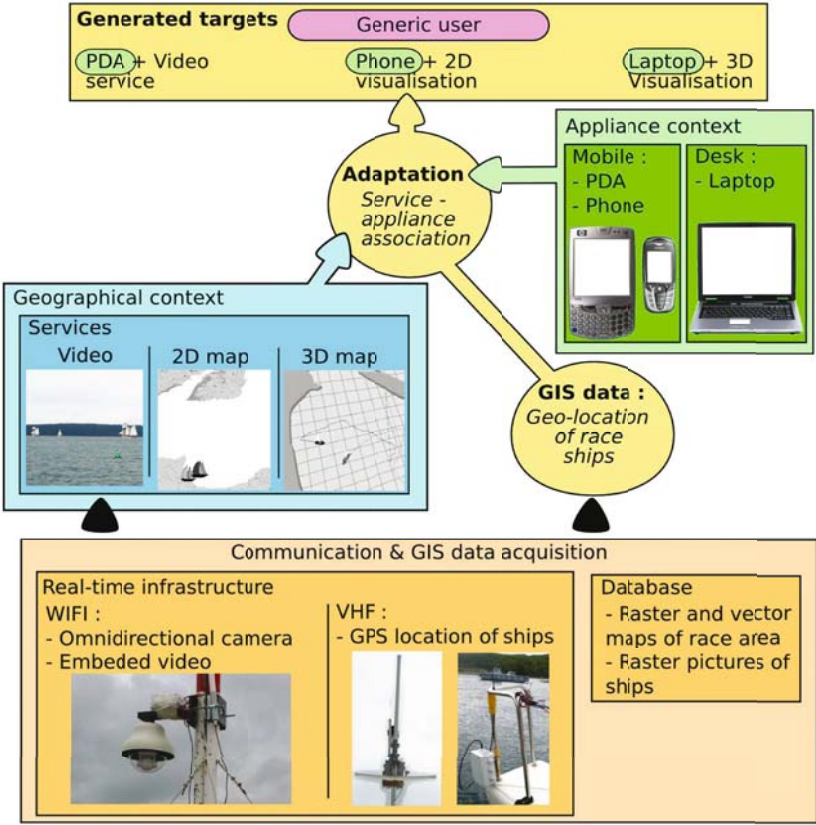 Generated targets
Generic user
PDA + Video
service
Phone + 2D
visualisation
Laptop + 3D
Visualisation
Appliance context
Mobile :
- PDA
- Phone
Desk :
- Laptop
Adaptation
Service -
appliance
association
Geographical context
Services
Video
2D map
3D map
GIS data :
Geo-location
of race
ships
Communication & GIS data acquisition
Real-time infrastructure
WIFI :
- Omnidirectional camera
- Embeded video
VHF :
- GPS location of ships
Database
- Raster and vector
maps of race area
- Raster pictures of
ships